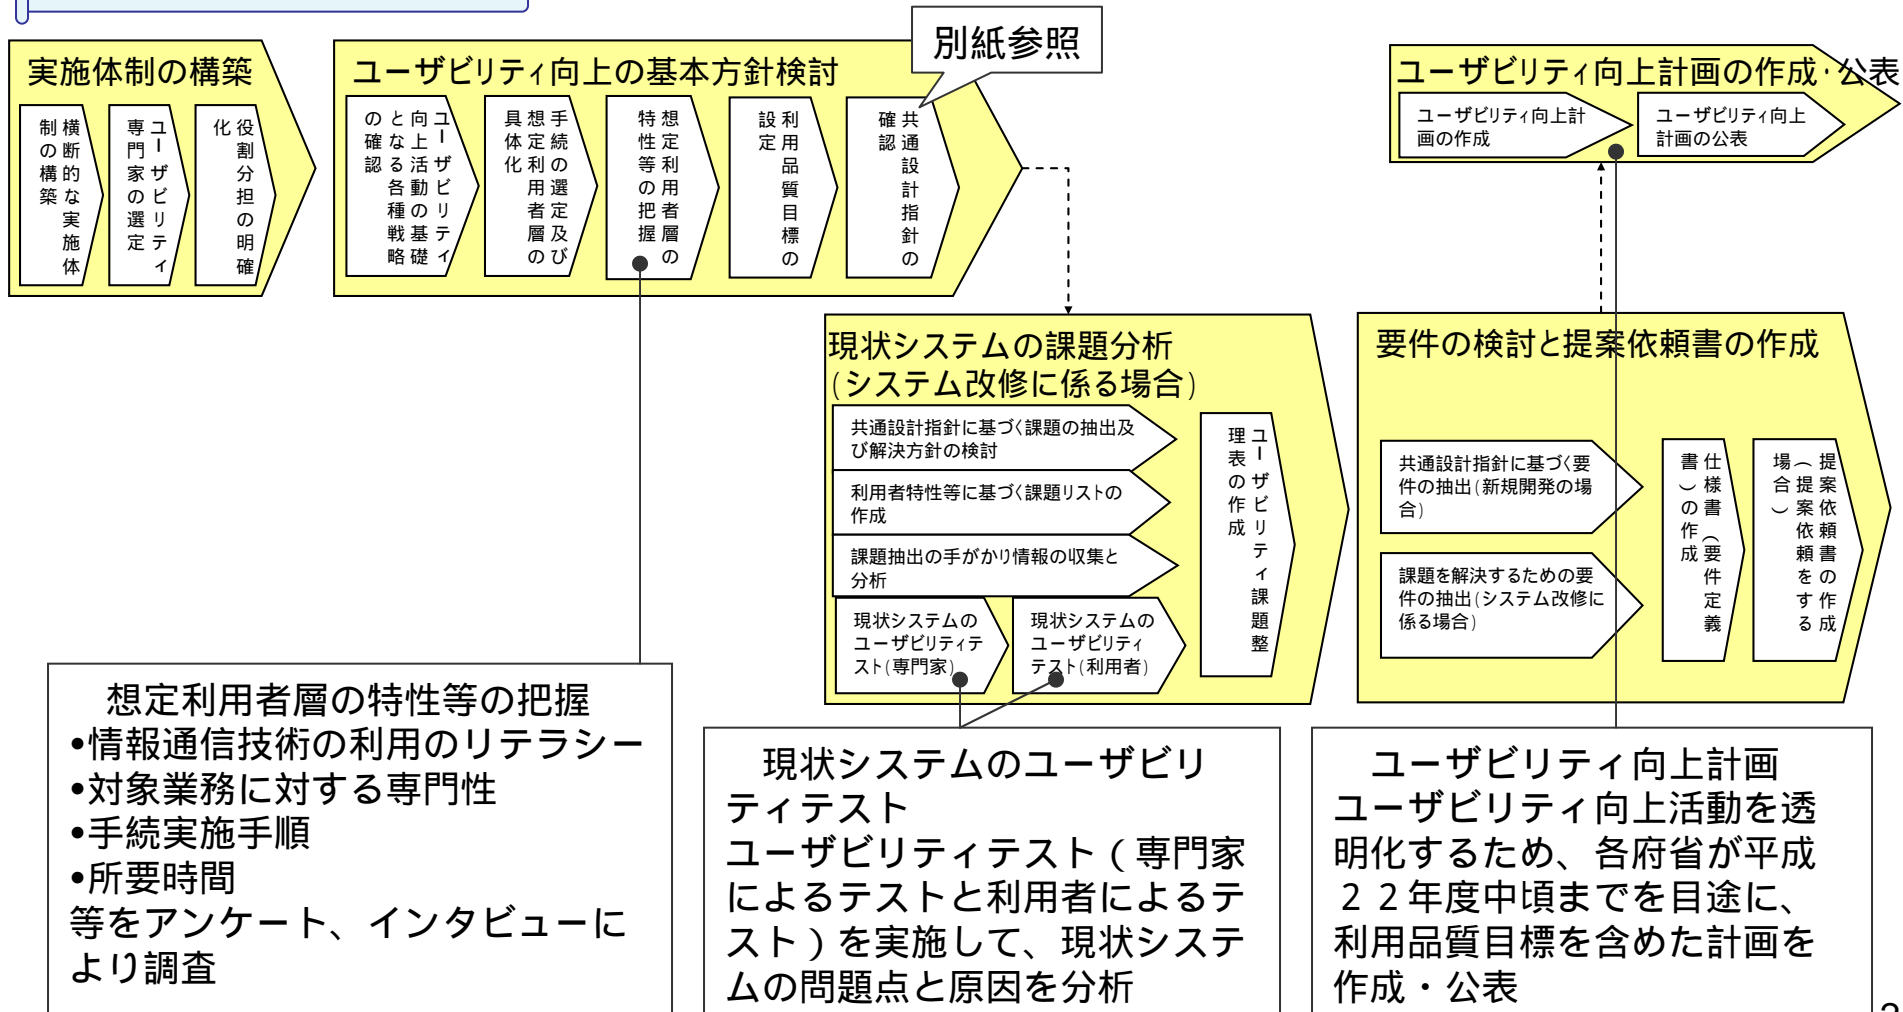 実施体制の構築
横断的な実施体
制の構築
ユーザビリティ
専門家の選定
役割分担の明確
化
ユーザビリティ向上の基本方針検討
ユーザビリティ
向上活動の基礎
となる各種戦略
の確認
手続の選定及び
想定利用者層の
具体化
想定利用者層の
特性等の把握
利用品質目標の
設定
共通設計指針の
確認
別紙参照
ユーザビリティ向上計画の作成・公表
ユーザビリティ向上計
画の作成
ユーザビリティ向上
計画の公表
現状システムの課題分析
(システム改修に係る場合)
共通設計指針に基づく課題の抽出及
び解決方針の検討
利用者特性等に基づく課題リストの
作成
課題抽出の手がかり情報の収集と
分析
現状システムの
ユーザビリティテ
スト(専門家)
現状システムの
ユーザビリティ
テスト(利用者)
ユーザビリティ課題整
理表の作成
要件の検討と提案依頼書の作成
共通設計指針に基づく要
件の抽出(新規開発の場
合)
課題を解決するための要
件の抽出(システム改修に
係る場合)
仕様書(要件定義
書)の作成
提案依頼書の作成
(提案依頼をする
場合)
想定利用者層の特性等の把握
•情報通信技術の利用のリテラシー
•対象業務に対する専門性
•手続実施手順
•所要時間
等をアンケート、インタビューに
より調査
現状システムのユーザビリ
ティテスト
ユーザビリティテスト(専門家
によるテストと利用者によるテ
スト)を実施して、現状システ
ムの問題点と原因を分析
ユーザビリティ向上計画
ユーザビリティ向上活動を透
明化するため、各府省が平成
22年度中頃までを目途に、
利用品質目標を含めた計画を
作成・公表